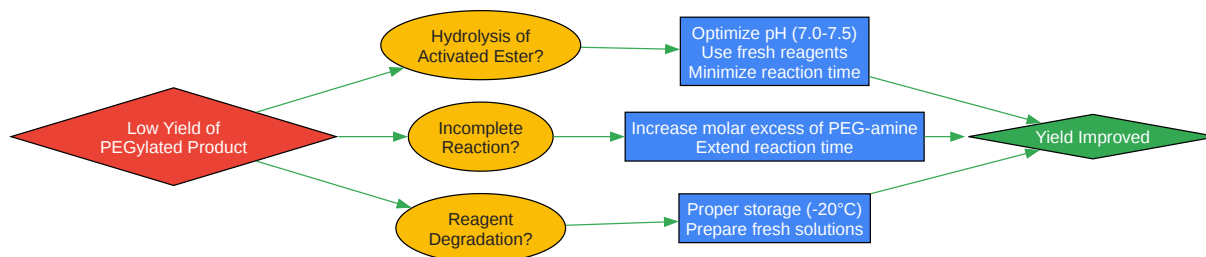 Low Yield of
PEGylated Product
Hydrolysis of
Activated Ester?
Optimize pH (7.0-7.5)
Use fresh reagents
Minimize reaction time
Incomplete
Reaction?
Increase molar excess of PEG-amine
Extend reaction time
Reagent
Degradation?
Proper storage (-20°C)
Prepare fresh solutions
Yield Improved